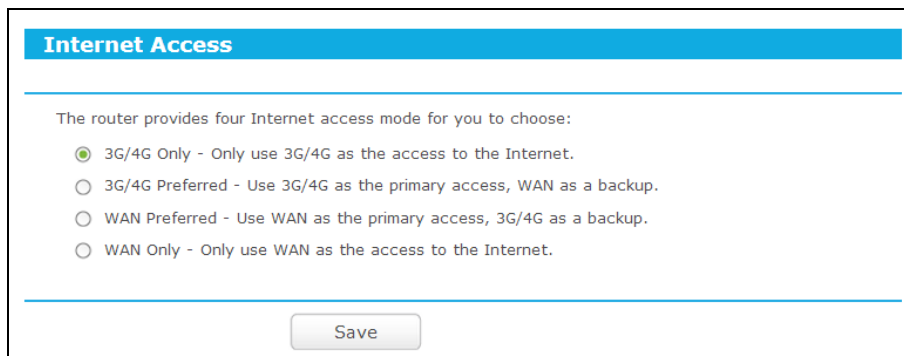 Internet Access
The router provides four Internet access mode for you to choose:
3G/4G Only - Only use 3G/4G as the access to the Internet.
3G/4G Preferred - Use 3G/4G as the primary access, WAN as a backup.
WAN Preferred - Use WAN as the primary access, 3G/4G as a backup.
WAN Only - Only use WAN as the access to the Internet.
Save